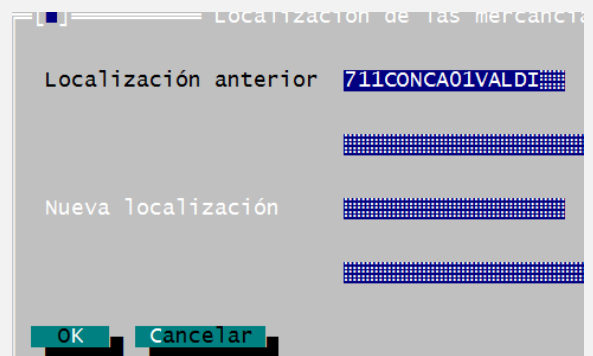 Localización de las mercancía
Localización anterior 711CONCA01VALDI
Nueva localización
OK Cancelar